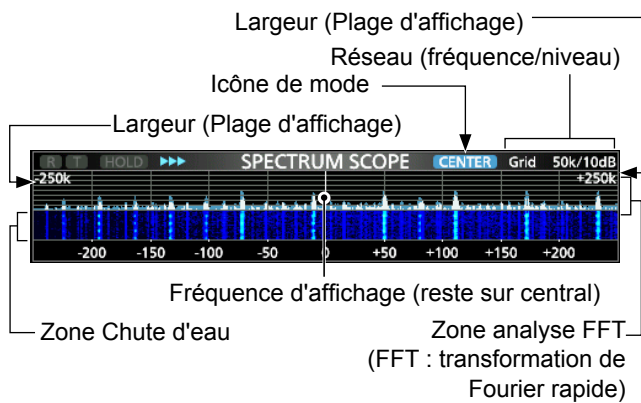 Largeur (Plage d'affichage)
Réseau (fréquence/niveau)
Icône de mode
Largeur (Plage d'affichage)
R T HOLD SPECTRUM SCOPE CENTER Grid 50k/10dB
-250k +250k
-200 -150 -100 -50 0 +50 +100 +150 +200
Fréquence d'affichage (reste sur central)
Zone Chute d'eau
Zone analyse FFT
(FFT : transformation de
Fourier rapide)